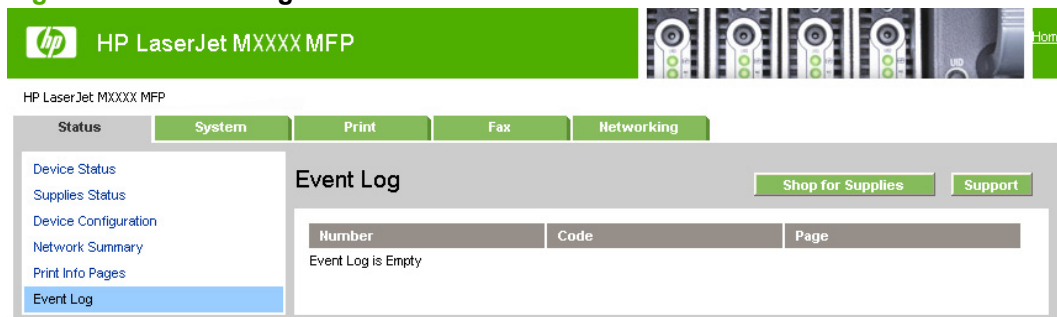 hp HP LaserJet MXXXX MFP
UID
HP LaserJet MXXXX MFP
Status System Print Fax Networking
Device Status
Supplies Status
Device Configuration
Network Summary
Print Info Pages
Event Log
Event Log
Shop for Supplies Support
Number Code Page
Event Log is Empty